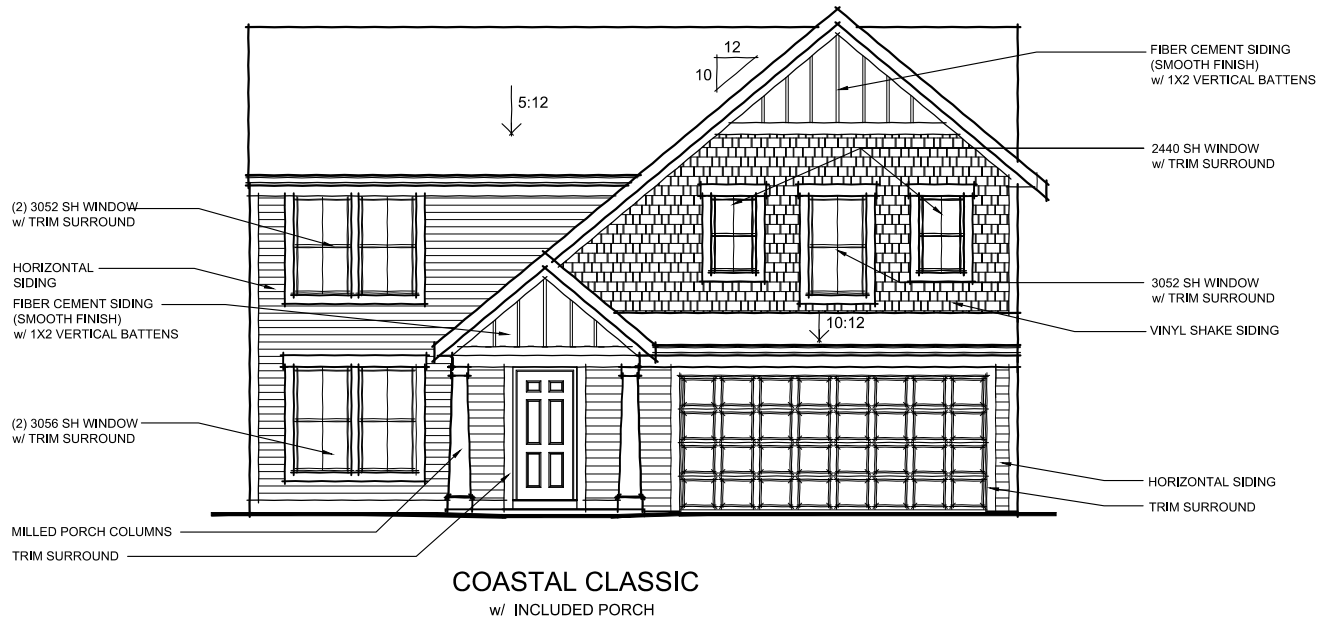 12
10
5:12
FIBER CEMENT SIDING
(SMOOTH FINISH)
w/ 1X2 VERTICAL BATTENS
2440 SH WINDOW
w/ TRIM SURROUND
(2) 3052 SH WINDOW
w/ TRIM SURROUND
HORIZONTAL
SIDING
FIBER CEMENT SIDING
(SMOOTH FINISH)
w/ 1X2 VERTICAL BATTENS
3052 SH WINDOW
w/ TRIM SURROUND
VINYL SHAKE SIDING
10:12
(2) 3056 SH WINDOW
w/ TRIM SURROUND
HORIZONTAL SIDING
TRIM SURROUND
MILLED PORCH COLUMNS
TRIM SURROUND
COASTAL CLASSIC
w/ INCLUDED PORCH